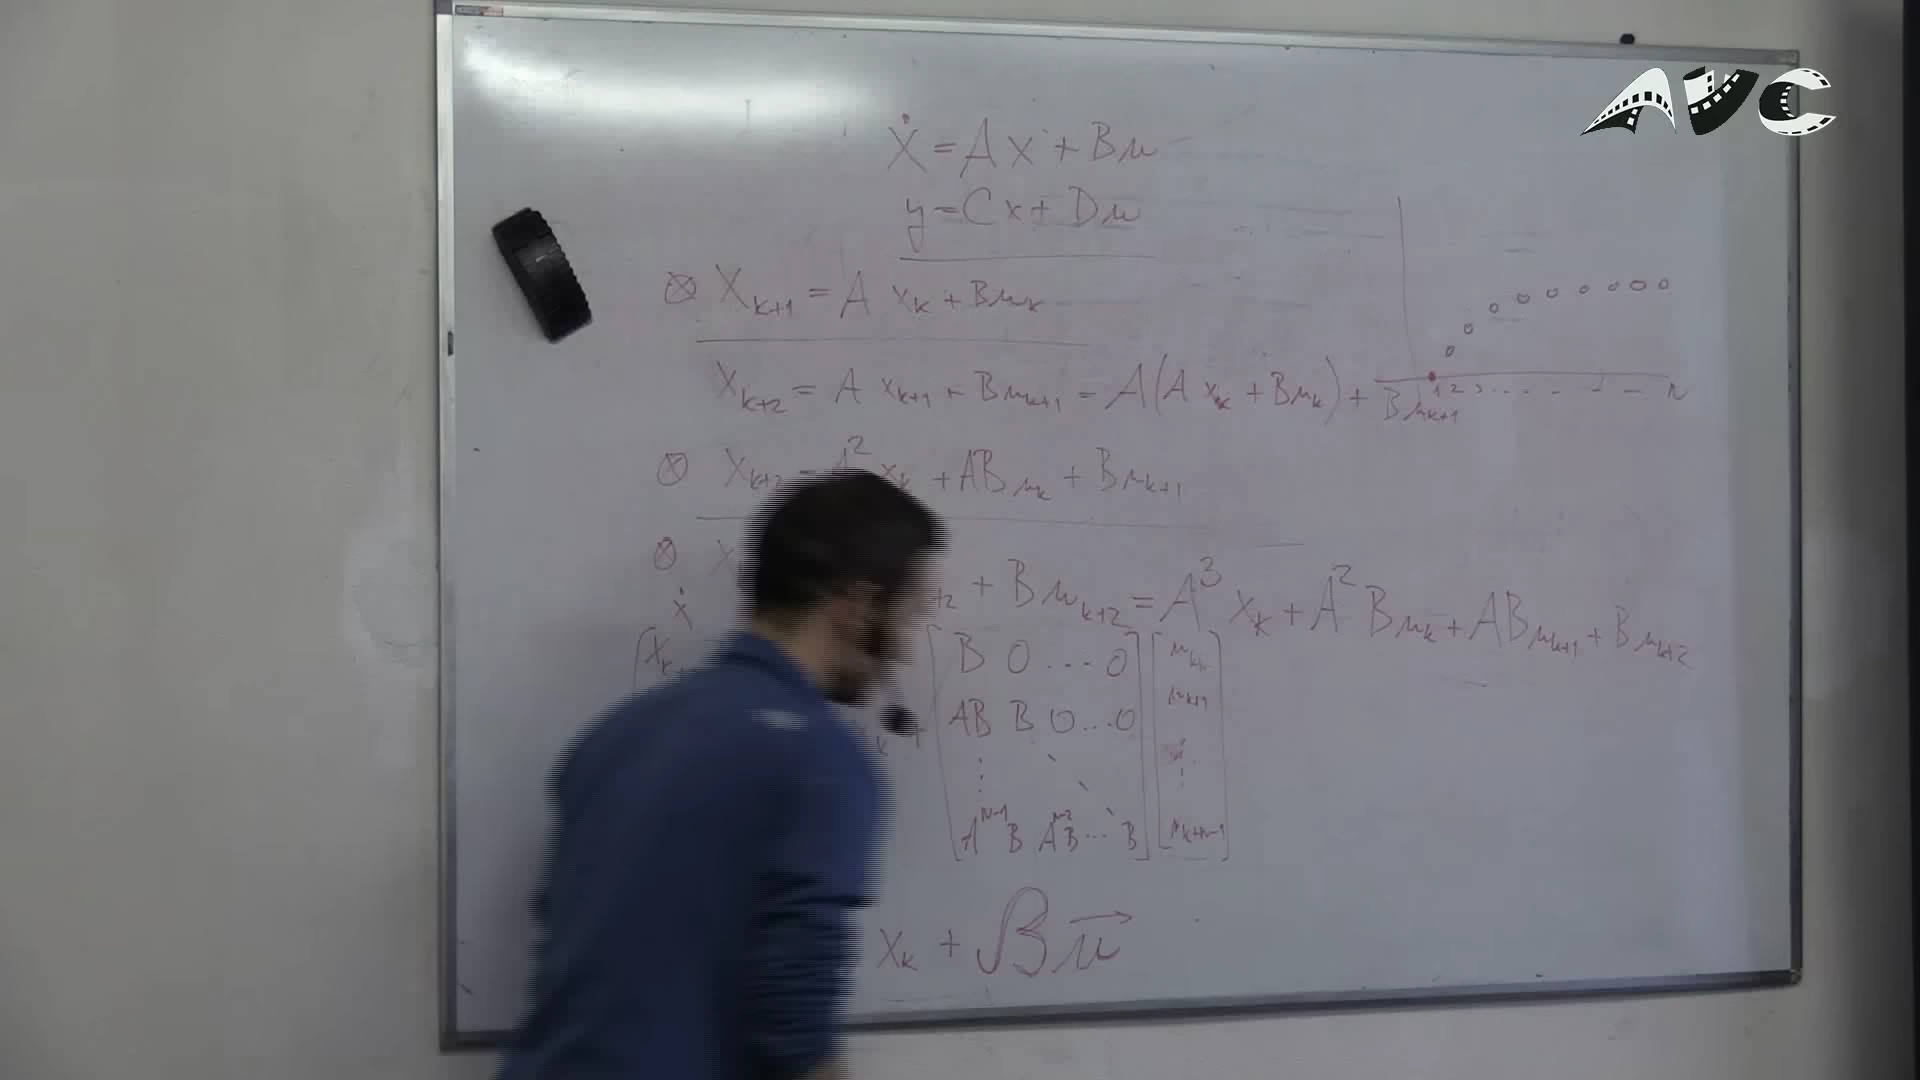 AVC
ẋ = Ax + Bu
y = Cx + Du
⊗ x_{k+1} = A x_k + Bu_k
x_{k+2} = A x_{k+1} + Bu_{k+1} = A(A x_k + Bu_k) + Bu_{k+1}
1 2 3 ... - - - - N
⊗ x_{k+2} = A² x_k + ABu_k + Bu_{k+1}
⊗ x
+2 + Bu_{k+2} = A³ x_k + A² Bu_k + ABu_{k+1} + Bu_{k+2}
ẋ
[x_k
[B 0 ... 0] [u_k
AB B 0 ... 0 u_{k+1}
k +
⋮ ⋱ ⋮
A^{N-1}B A^{N-2}B ... B] u_{k+N-1}]
x_k + ℬ u⃗